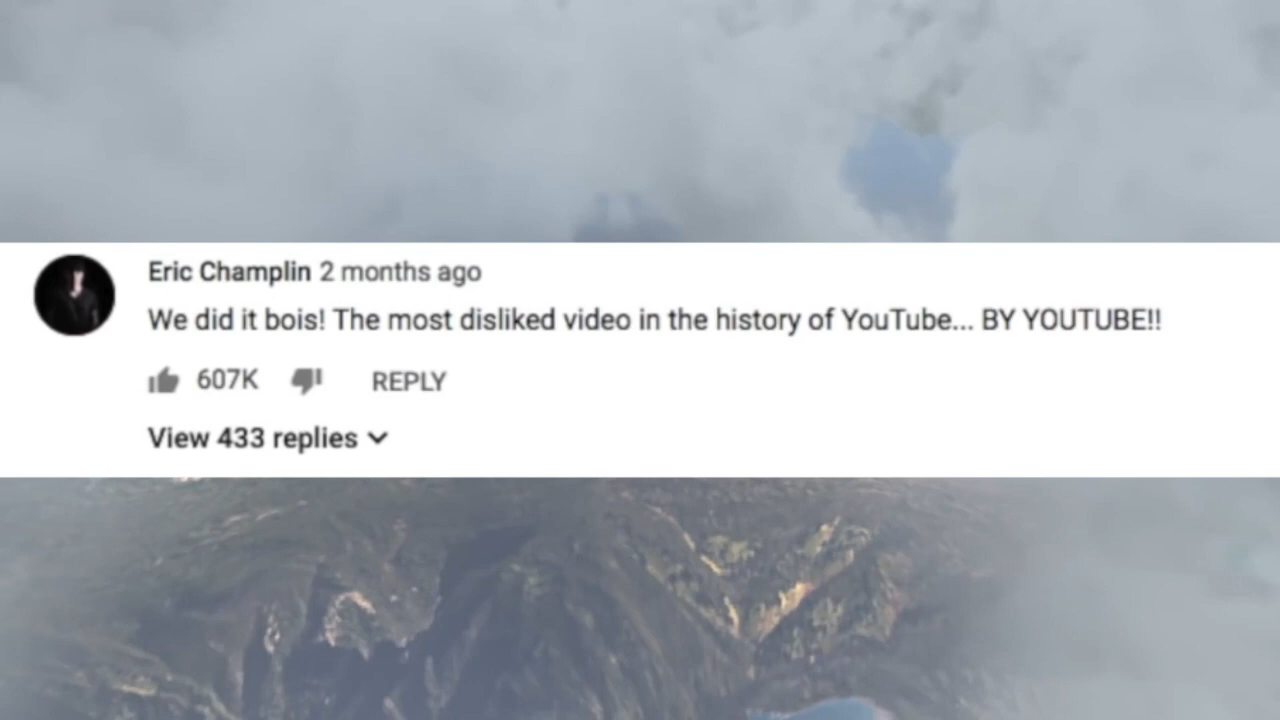 Eric Champlin 2 months ago
We did it bois! The most disliked video in the history of YouTube... BY YOUTUBE!!
607K REPLY
View 433 replies